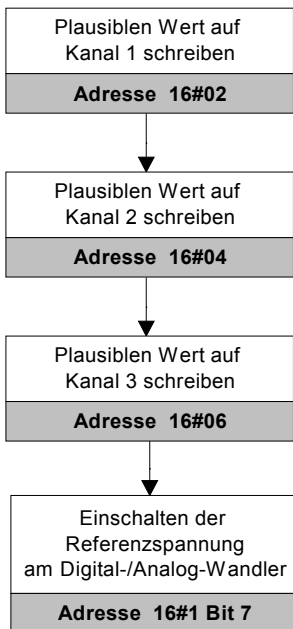 Plausiblen Wert auf
Kanal 1 schreiben
Adresse 16#02
Plausiblen Wert auf
Kanal 2 schreiben
Adresse 16#04
Plausiblen Wert auf
Kanal 3 schreiben
Adresse 16#06
Einschalten der
Referenzspannung
am Digital-/Analog-Wandler
Adresse 16#1 Bit 7